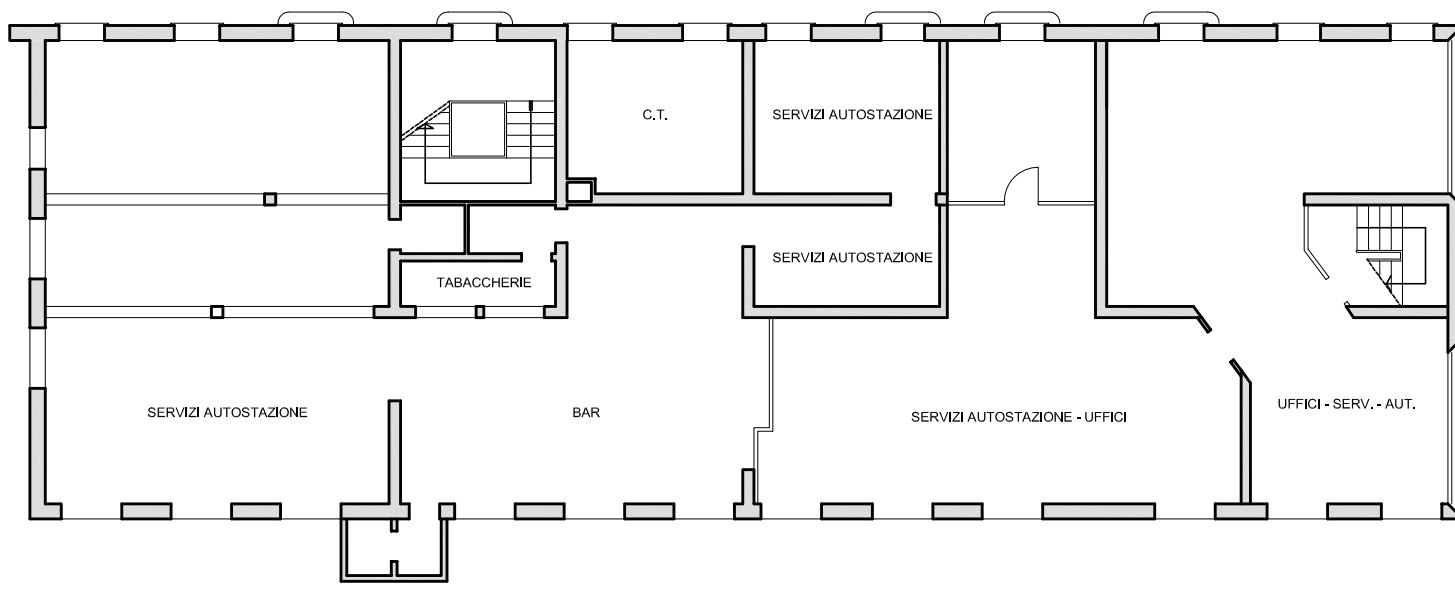 C.T.
SERVIZI AUTOSTAZIONE
SERVIZI AUTOSTAZIONE
TABACCHERIE
SERVIZI AUTOSTAZIONE
BAR
SERVIZI AUTOSTAZIONE - UFFICI
UFFICI - SERV. - AUT.